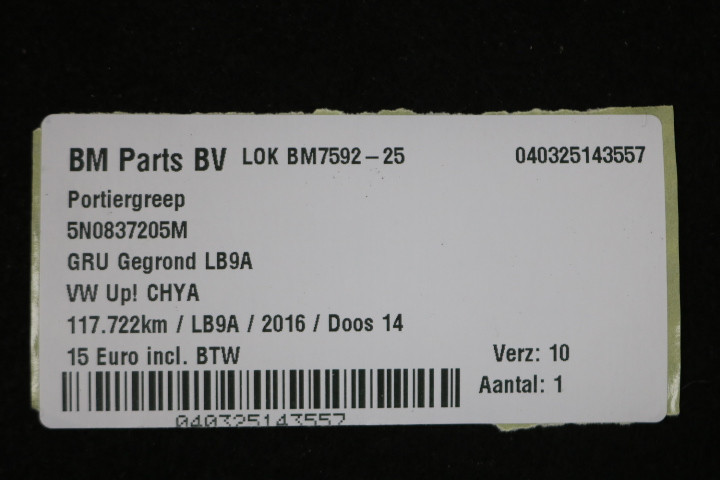 BM Parts BV LOK BM7592-25 040325143557
Portiergreep
5N0837205M
GRU Gegrond LB9A
VW Up! CHYA
117.722km / LB9A / 2016 / Doos 14
15 Euro incl. BTW Verz: 10
Aantal: 1
040325143557